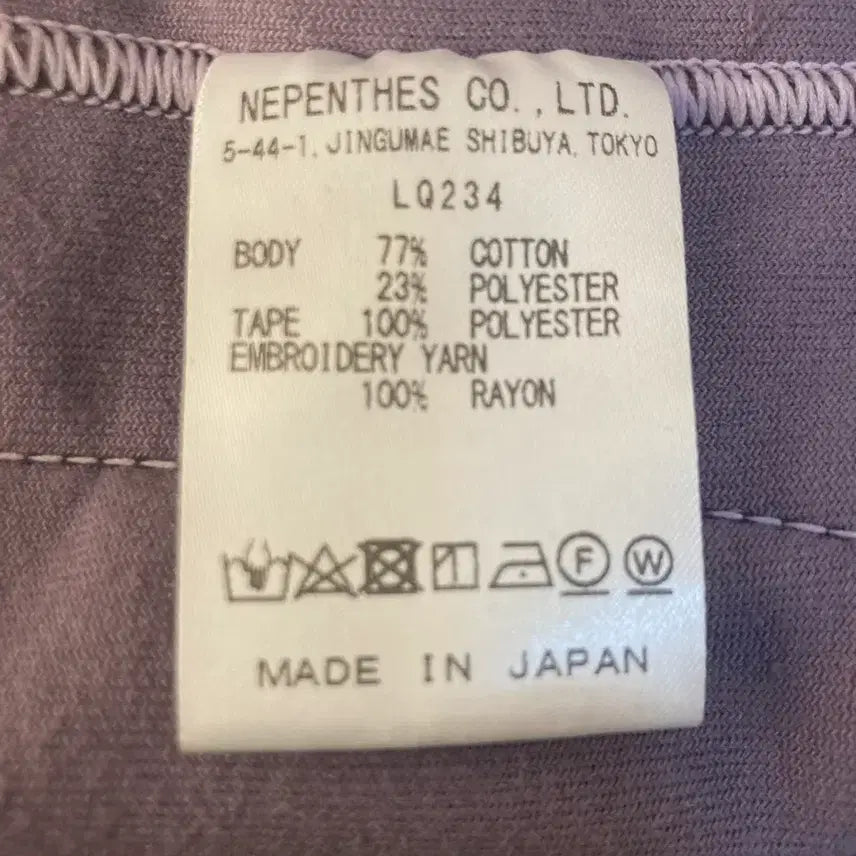 NEPENTHES CO., LTD.
5-44-1, JINGUMAE SHIBUYA, TOKYO
LQ234
BODY 77% COTTON
23% POLYESTER
TAPE 100% POLYESTER
EMBROIDERY YARN
100% RAYON
F W
MADE IN JAPAN